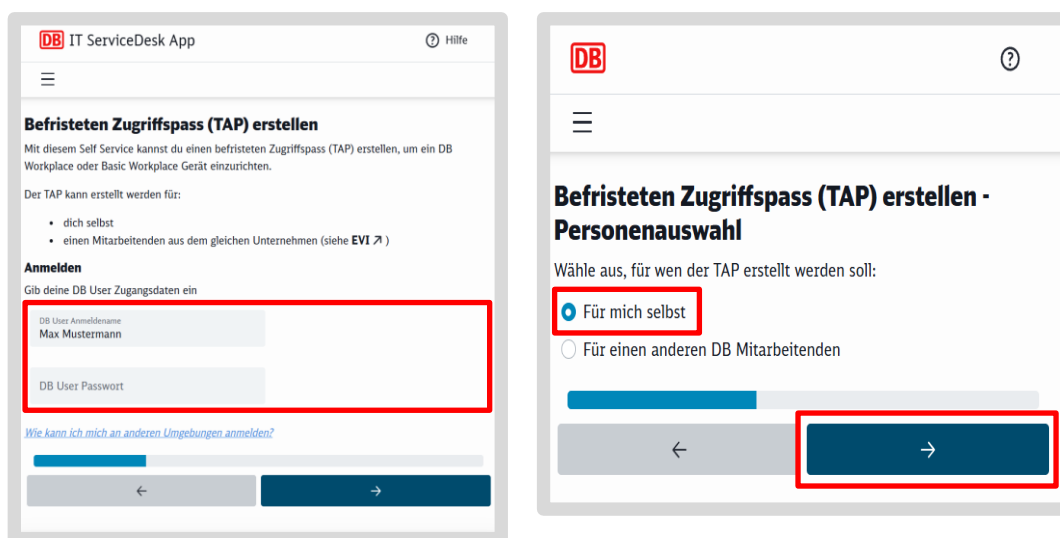 DB IT ServiceDesk App
? Hilfe
Befristeten Zugriffspass (TAP) erstellen
Mit diesem Self Service kannst du einen befristeten Zugriffspass (TAP) erstellen, um ein DB
Workplace oder Basic Workplace Gerät einzurichten.
Der TAP kann erstellt werden für:
• dich selbst
• einen Mitarbeitenden aus dem gleichen Unternehmen (siehe EVI ↗ )
Anmelden
Gib deine DB User Zugangsdaten ein
DB User Anmeldename
Max Mustermann
DB User Passwort
Wie kann ich mich an anderen Umgebungen anmelden?
← →
DB
?
Befristeten Zugriffspass (TAP) erstellen -
Personenauswahl
Wähle aus, für wen der TAP erstellt werden soll:
Für mich selbst
Für einen anderen DB Mitarbeitenden
← →